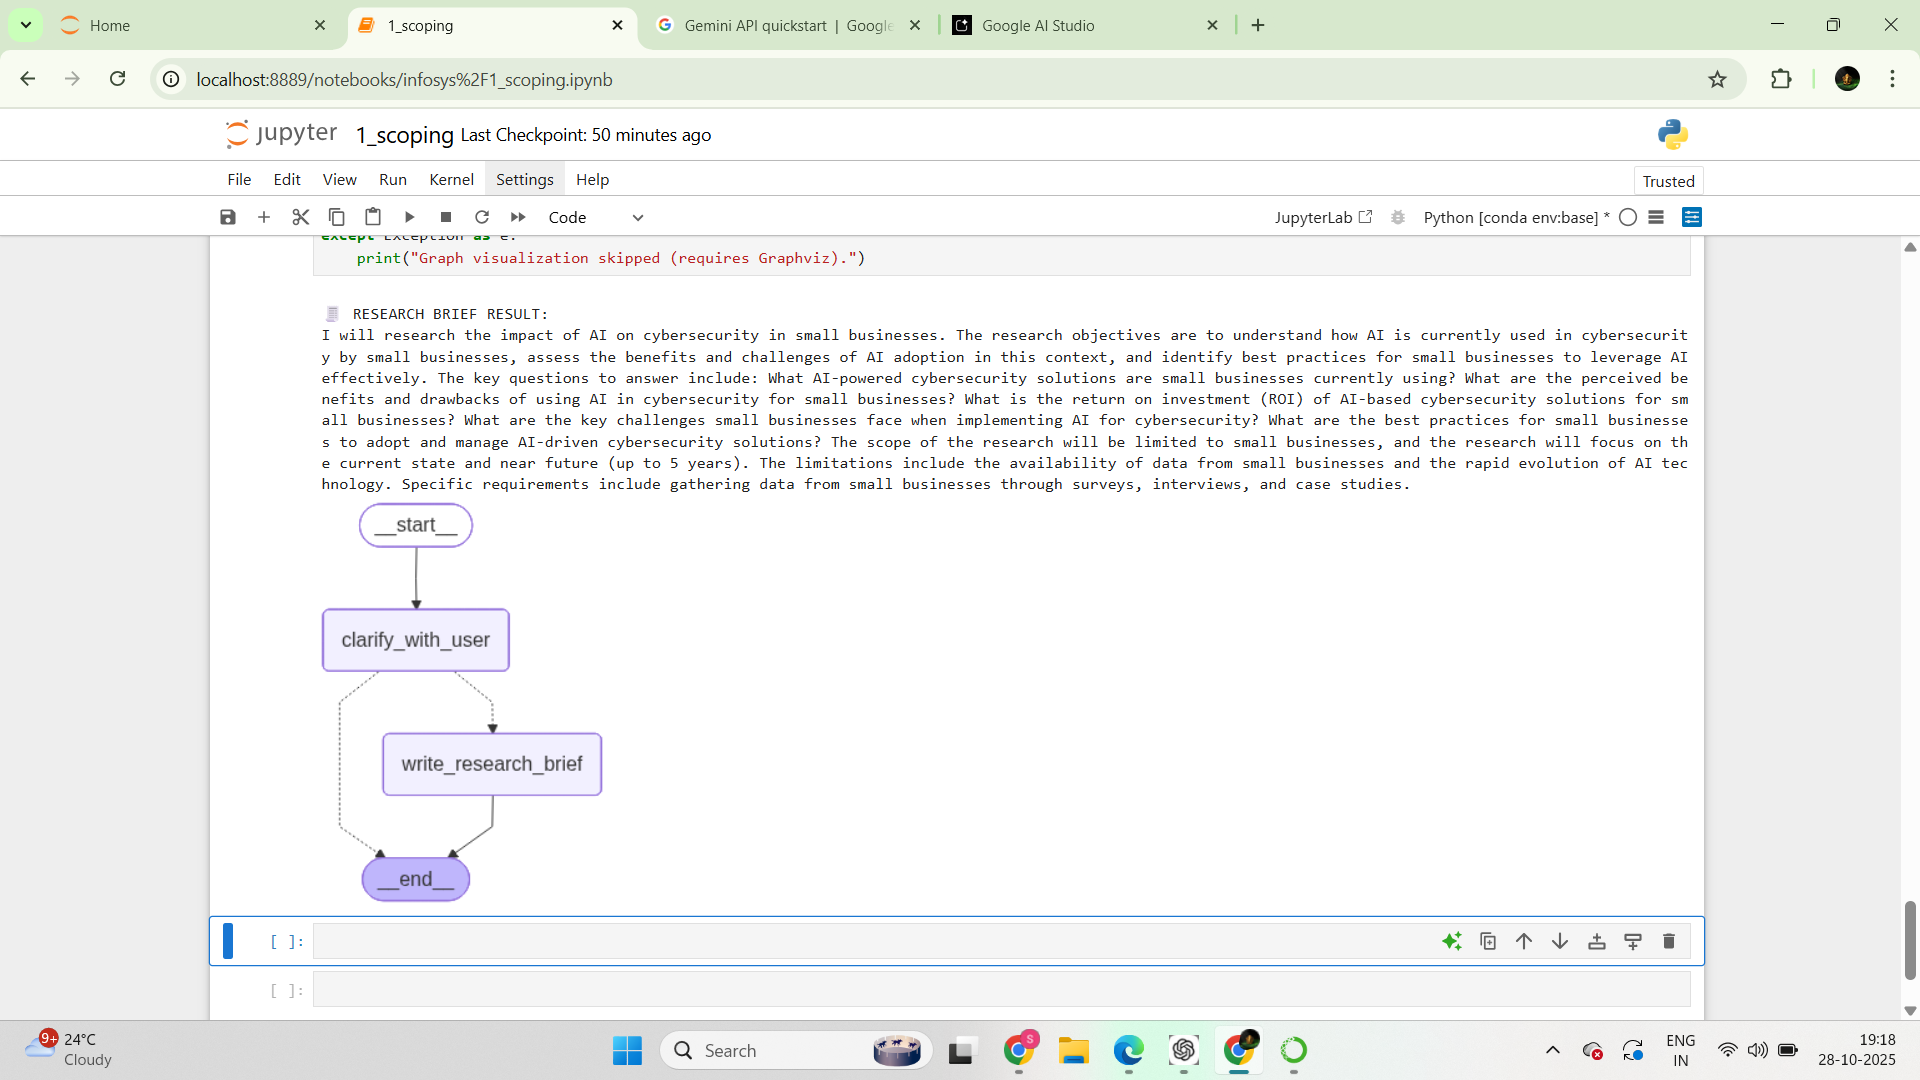 Home
1_scoping
Gemini API quickstart | Google
Google AI Studio
localhost:8889/notebooks/infosys%2F1_scoping.ipynb
jupyter 1_scoping Last Checkpoint: 50 minutes ago
File Edit View Run Kernel Settings Help
Trusted
Code
JupyterLab
Python [conda env:base] *
except Exception as e:
print("Graph visualization skipped (requires Graphviz).")
RESEARCH BRIEF RESULT:
I will research the impact of AI on cybersecurity in small businesses. The research objectives are to understand how AI is currently used in cybersecurit
y by small businesses, assess the benefits and challenges of AI adoption in this context, and identify best practices for small businesses to leverage AI
effectively. The key questions to answer include: What AI-powered cybersecurity solutions are small businesses currently using? What are the perceived be
nefits and drawbacks of using AI in cybersecurity for small businesses? What is the return on investment (ROI) of AI-based cybersecurity solutions for sm
all businesses? What are the key challenges small businesses face when implementing AI for cybersecurity? What are the best practices for small businesse
s to adopt and manage AI-driven cybersecurity solutions? The scope of the research will be limited to small businesses, and the research will focus on th
e current state and near future (up to 5 years). The limitations include the availability of data from small businesses and the rapid evolution of AI tec
hnology. Specific requirements include gathering data from small businesses through surveys, interviews, and case studies.
__start__
clarify_with_user
write_research_brief
__end__
[ ]:
[ ]:
9+
24°C
Cloudy
Search
S
ENG
IN
19:18
28-10-2025